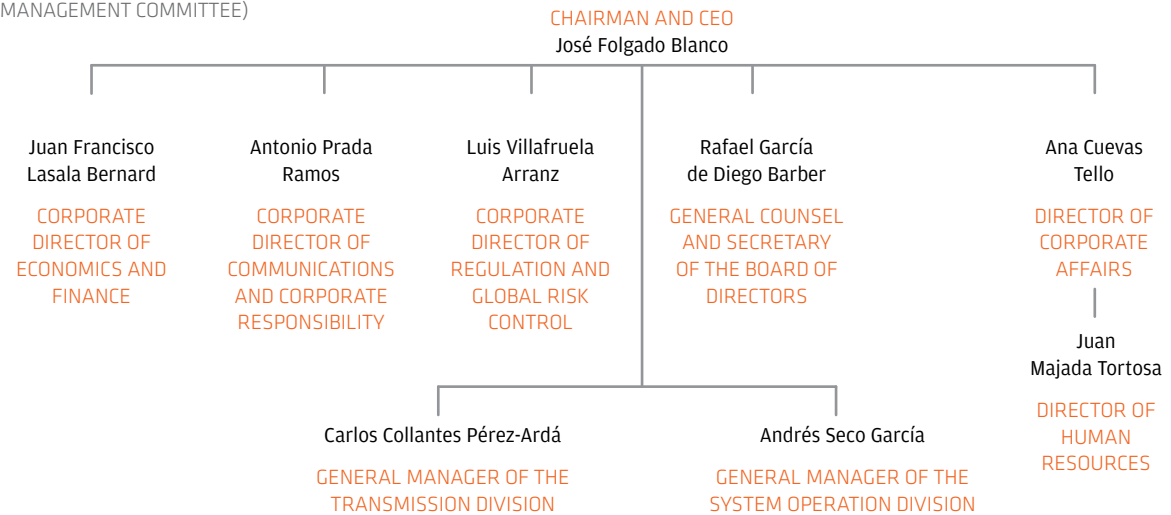 MANAGEMENT COMMITTEE)
CHAIRMAN AND CEO
José Folgado Blanco
Juan Francisco
Lasala Bernard
CORPORATE
DIRECTOR OF
ECONOMICS AND
FINANCE
Antonio Prada
Ramos
CORPORATE
DIRECTOR OF
COMMUNICATIONS
AND CORPORATE
RESPONSIBILITY
Luis Villafruela
Arranz
CORPORATE
DIRECTOR OF
REGULATION AND
GLOBAL RISK
CONTROL
Rafael García
de Diego Barber
GENERAL COUNSEL
AND SECRETARY
OF THE BOARD OF
DIRECTORS
Ana Cuevas
Tello
DIRECTOR OF
CORPORATE
AFFAIRS
Juan
Majada Tortosa
DIRECTOR OF
HUMAN
RESOURCES
Carlos Collantes Pérez-Ardá
GENERAL MANAGER OF THE
TRANSMISSION DIVISION
Andrés Seco García
GENERAL MANAGER OF THE
SYSTEM OPERATION DIVISION